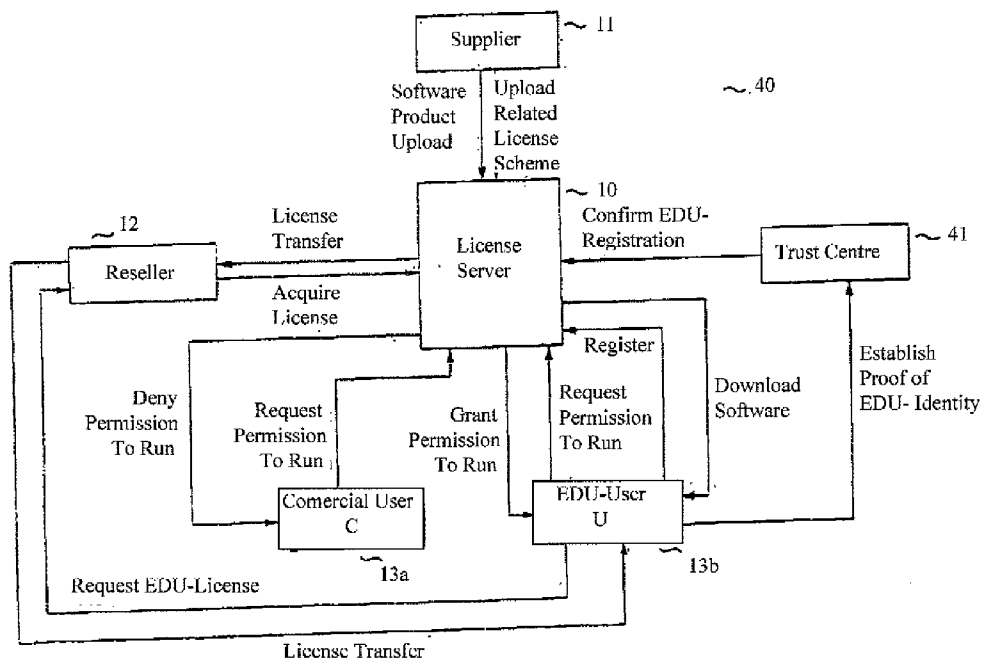 11
Supplier
40
Software
Product
Upload
Upload
Related
License
Scheme
10
12
License
Transfer
Confirm EDU-
Registration
41
Reseller
License
Server
Trust Centre
Acquire
License
Register
Establish
Proof of
EDU- Identity
Deny
Permission
To Run
Request
Permission
To Run
Grant
Permission
To Run
Request
Permission
To Run
Download
Software
Comercial User
C
EDU-User
U
13a
13b
Request EDU-License
License Transfer